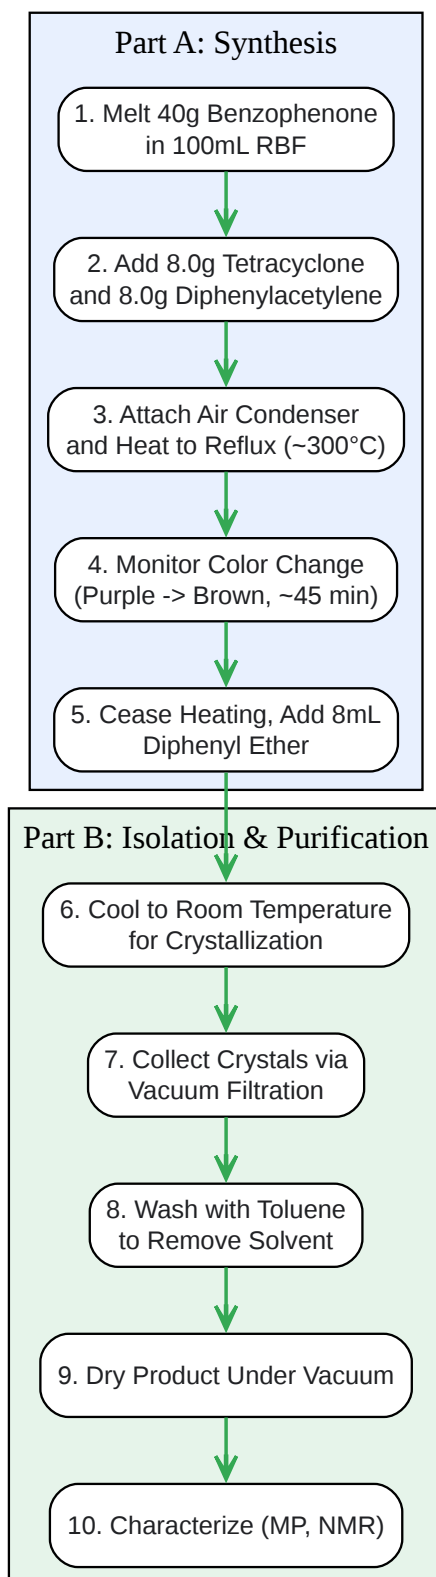 Part A: Synthesis
1. Melt 40g Benzophenone
in 100mL RBF
2. Add 8.0g Tetracyclone
and 8.0g Diphenylacetylene
3. Attach Air Condenser
and Heat to Reflux (~300°C)
4. Monitor Color Change
(Purple -> Brown, ~45 min)
5. Cease Heating, Add 8mL
Diphenyl Ether
Part B: Isolation & Purification
6. Cool to Room Temperature
for Crystallization
7. Collect Crystals via
Vacuum Filtration
8. Wash with Toluene
to Remove Solvent
9. Dry Product Under Vacuum
10. Characterize (MP, NMR)